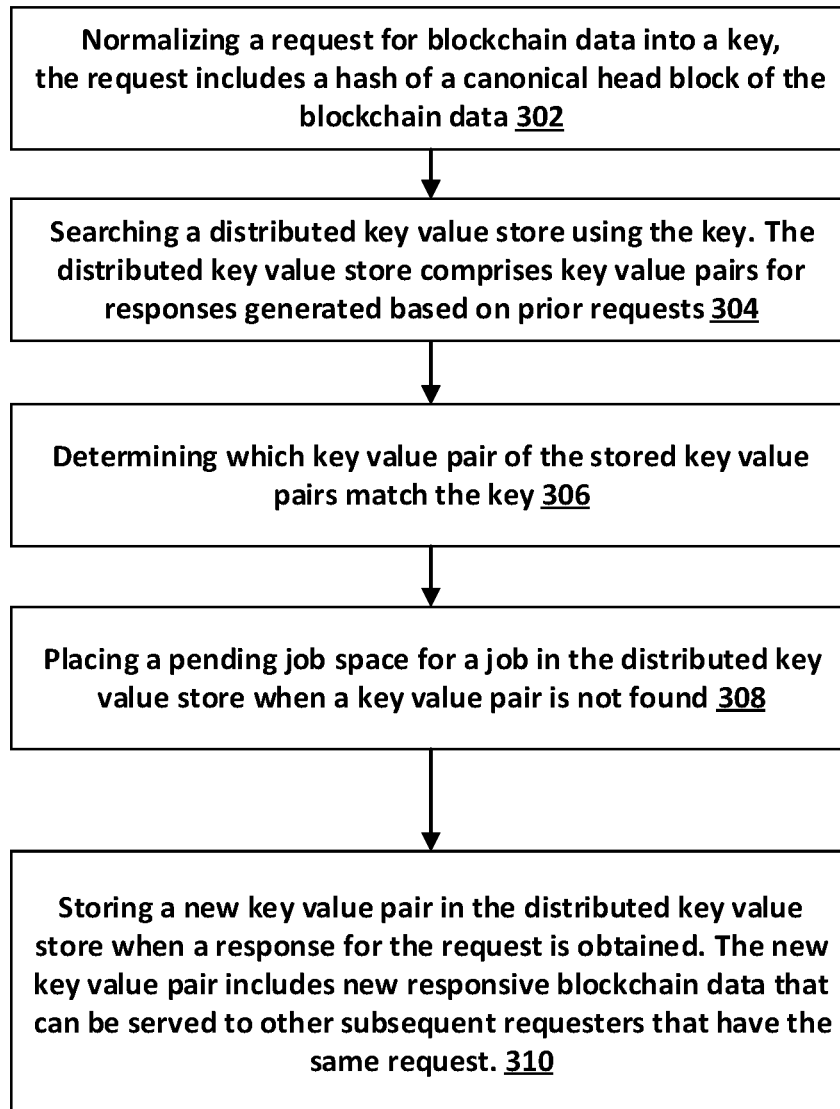 Normalizing a request for blockchain data into a key,
the request includes a hash of a canonical head block of the
blockchain data 302
Searching a distributed key value store using the key. The
distributed key value store comprises key value pairs for
responses generated based on prior requests 304
Determining which key value pair of the stored key value
pairs match the key 306
Placing a pending job space for a job in the distributed key
value store when a key value pair is not found 308
Storing a new key value pair in the distributed key value
store when a response for the request is obtained. The new
key value pair includes new responsive blockchain data that
can be served to other subsequent requesters that have the
same request. 310